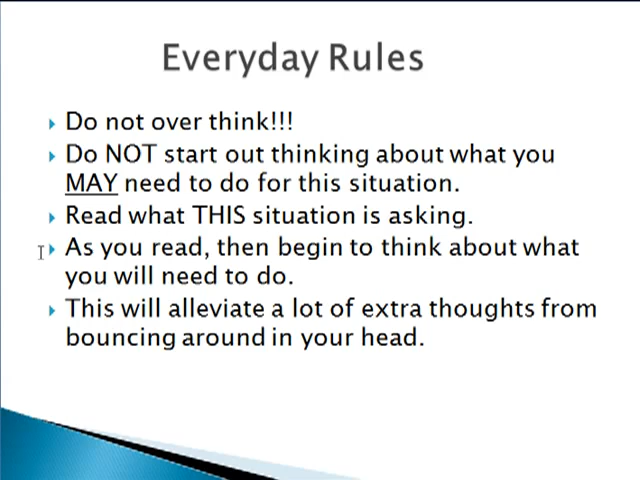 Everyday Rules
Do not over think!!!
Do NOT start out thinking about what you
MAY need to do for this situation.
Read what THIS situation is asking.
As you read, then begin to think about what
you will need to do.
This will alleviate a lot of extra thoughts from
bouncing around in your head.